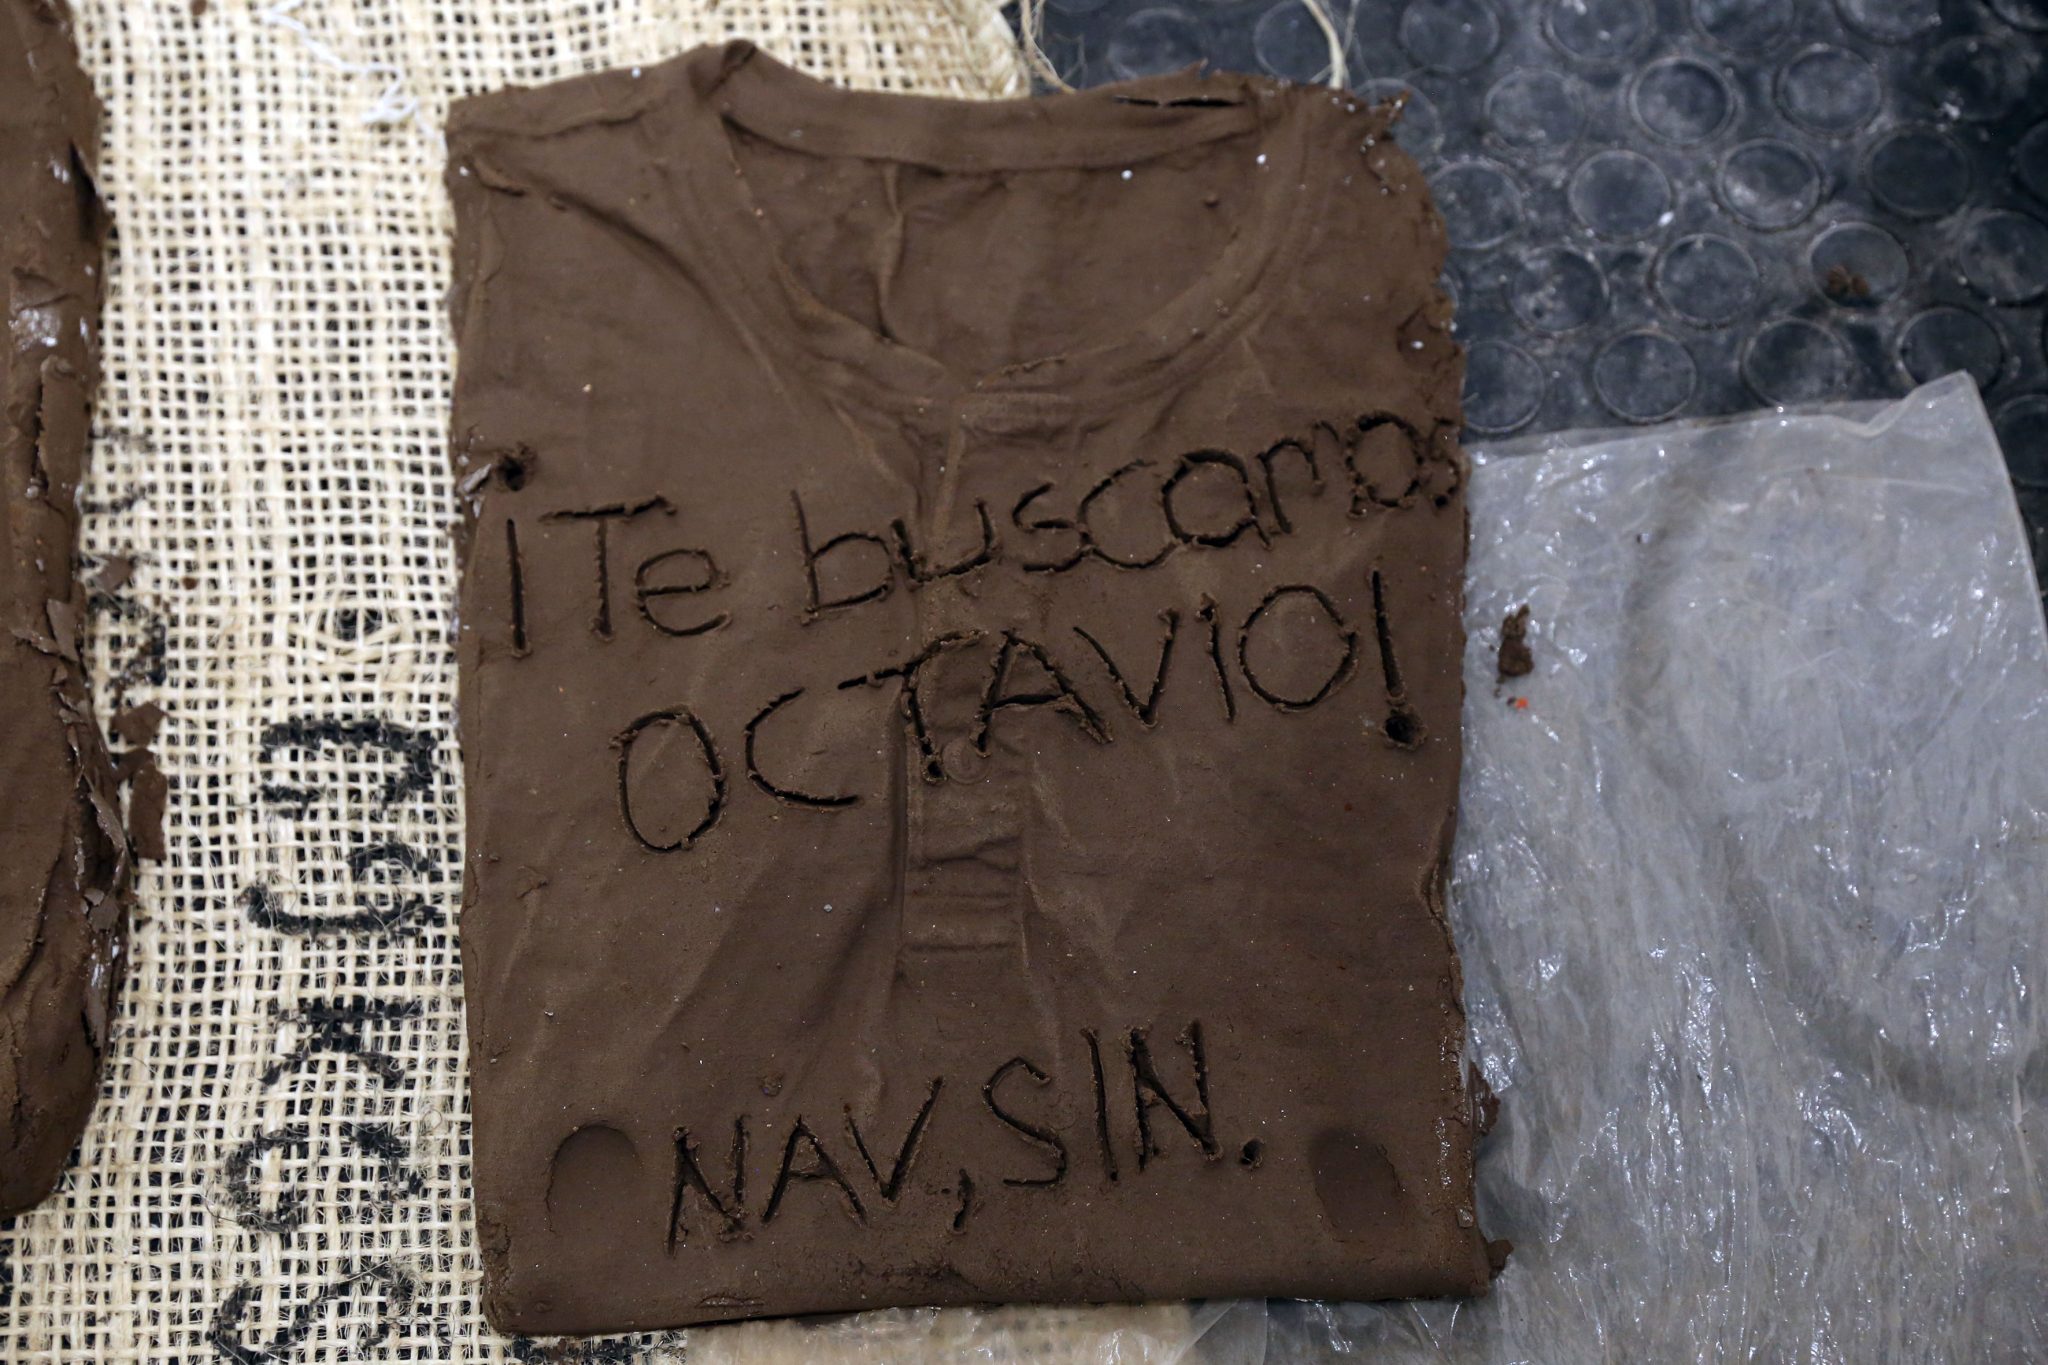 ¡Te buscamos
OCTAVIO!
NAV, SIN.